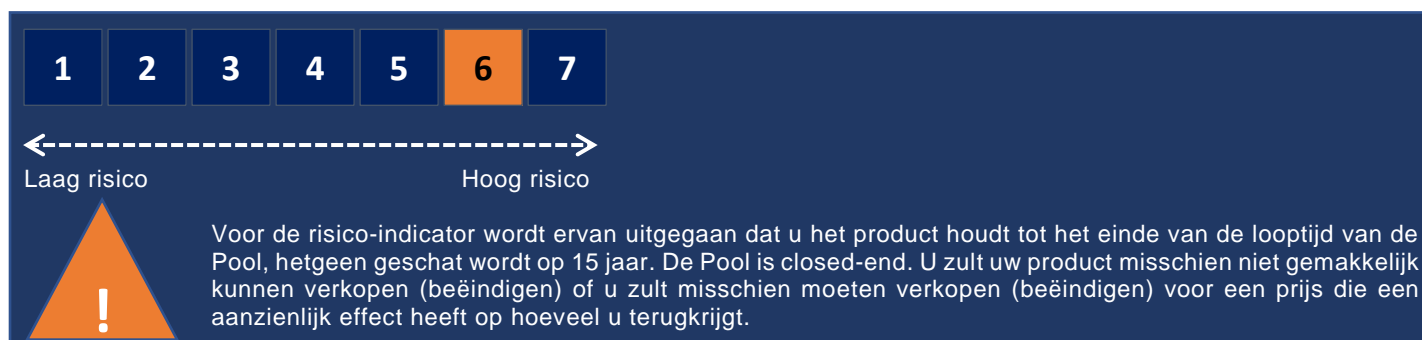 1 2 3 4 5 6 7
Laag risico Hoog risico
Voor de risico-indicator wordt ervan uitgegaan dat u het product houdt tot het einde van de looptijd van de
Pool, hetgeen geschat wordt op 15 jaar. De Pool is closed-end. U zult uw product misschien niet gemakkelijk
kunnen verkopen (beëindigen) of u zult misschien moeten verkopen (beëindigen) voor een prijs die een
aanzienlijk effect heeft op hoeveel u terugkrijgt.
!